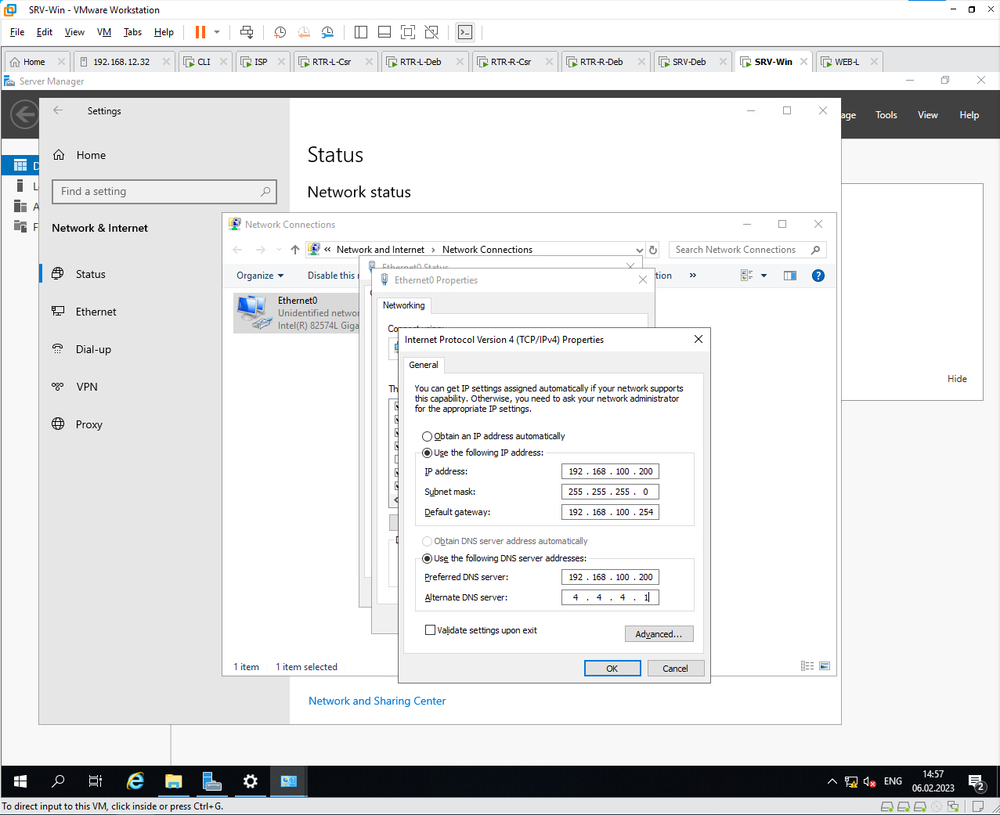 SRV-Win - VMware Workstation
File Edit View VM Tabs Help
Home 192.168.12.32 CLI ISP RTR-L-Csr RTR-L-Deb RTR-R-Csr RTR-R-Deb SRV-Deb SRV-Win WEB-L
Server Manager
Settings
age Tools View Help
Home
Status
D
L
Find a setting
Network status
A
F
Network & Internet
Network Connections
« Network and Internet > Network Connections
Search Network Connections
Ethernet0 Status
Status
Organize Disable this tion »
Ethernet0 Properties
Ethernet0
Unidentified networ
Intel(R) 82574L Giga
Networking
Ethernet
Connect using:
Internet Protocol Version 4 (TCP/IPv4) Properties
Dial-up
General
Hide
VPN
Th
You can get IP settings assigned automatically if your network supports
this capability. Otherwise, you need to ask your network administrator
for the appropriate IP settings.
Proxy
Obtain an IP address automatically
Use the following IP address:
IP address: 192 . 168 . 100 . 200
Subnet mask: 255 . 255 . 255 . 0
Default gateway: 192 . 168 . 100 . 254
Obtain DNS server address automatically
Use the following DNS server addresses:
Preferred DNS server: 192 . 168 . 100 . 200
Alternate DNS server: 4 . 4 . 4 . 1
Validate settings upon exit
Advanced...
OK Cancel
1 item 1 item selected
Network and Sharing Center
ENG
14:57
06.02.2023
2
To direct input to this VM, click inside or press Ctrl+G.